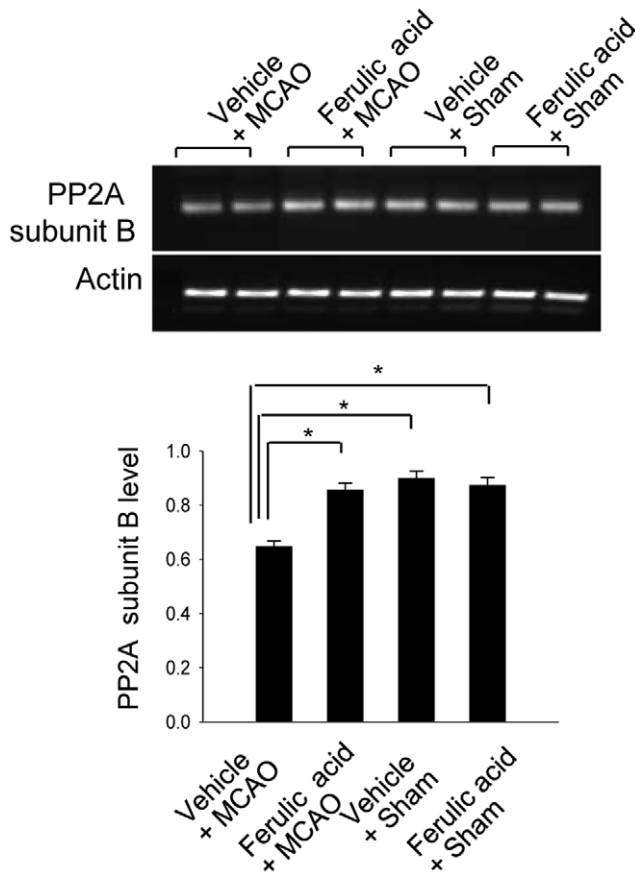 Vehicle
+ MCAO
Ferulic acid
+ MCAO
Vehicle
+ Sham
Ferulic acid
+ Sham
PP2A
subunit B
Actin
*
*
*
PP2A subunit B level
1.0
0.8
0.6
0.4
0.2
0.0
Vehicle
+ MCAO
Ferulic acid
+ MCAO
Vehicle
+ Sham
Ferulic acid
+ Sham